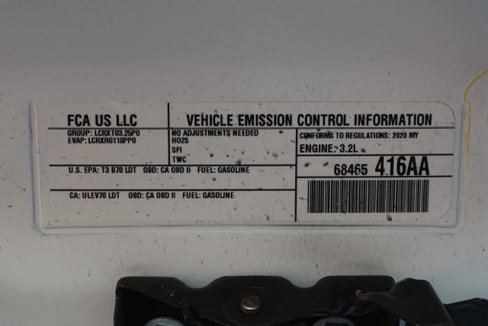 FCA US LLC
VEHICLE EMISSION CONTROL INFORMATION
GROUP: LCRXT03.25P0
EVAP: LCRXR0118PP0
NO ADJUSTMENTS NEEDED
HO2S
SFI
TWC
CONFORMS TO REGULATIONS: 2020 MY
ENGINE: 3.2L
U.S. EPA: T3 B70 LDT OBD: CA OBD II FUEL: GASOLINE
68465 416AA
CA: ULEV70 LDT OBD: CA OBD II FUEL: GASOLINE